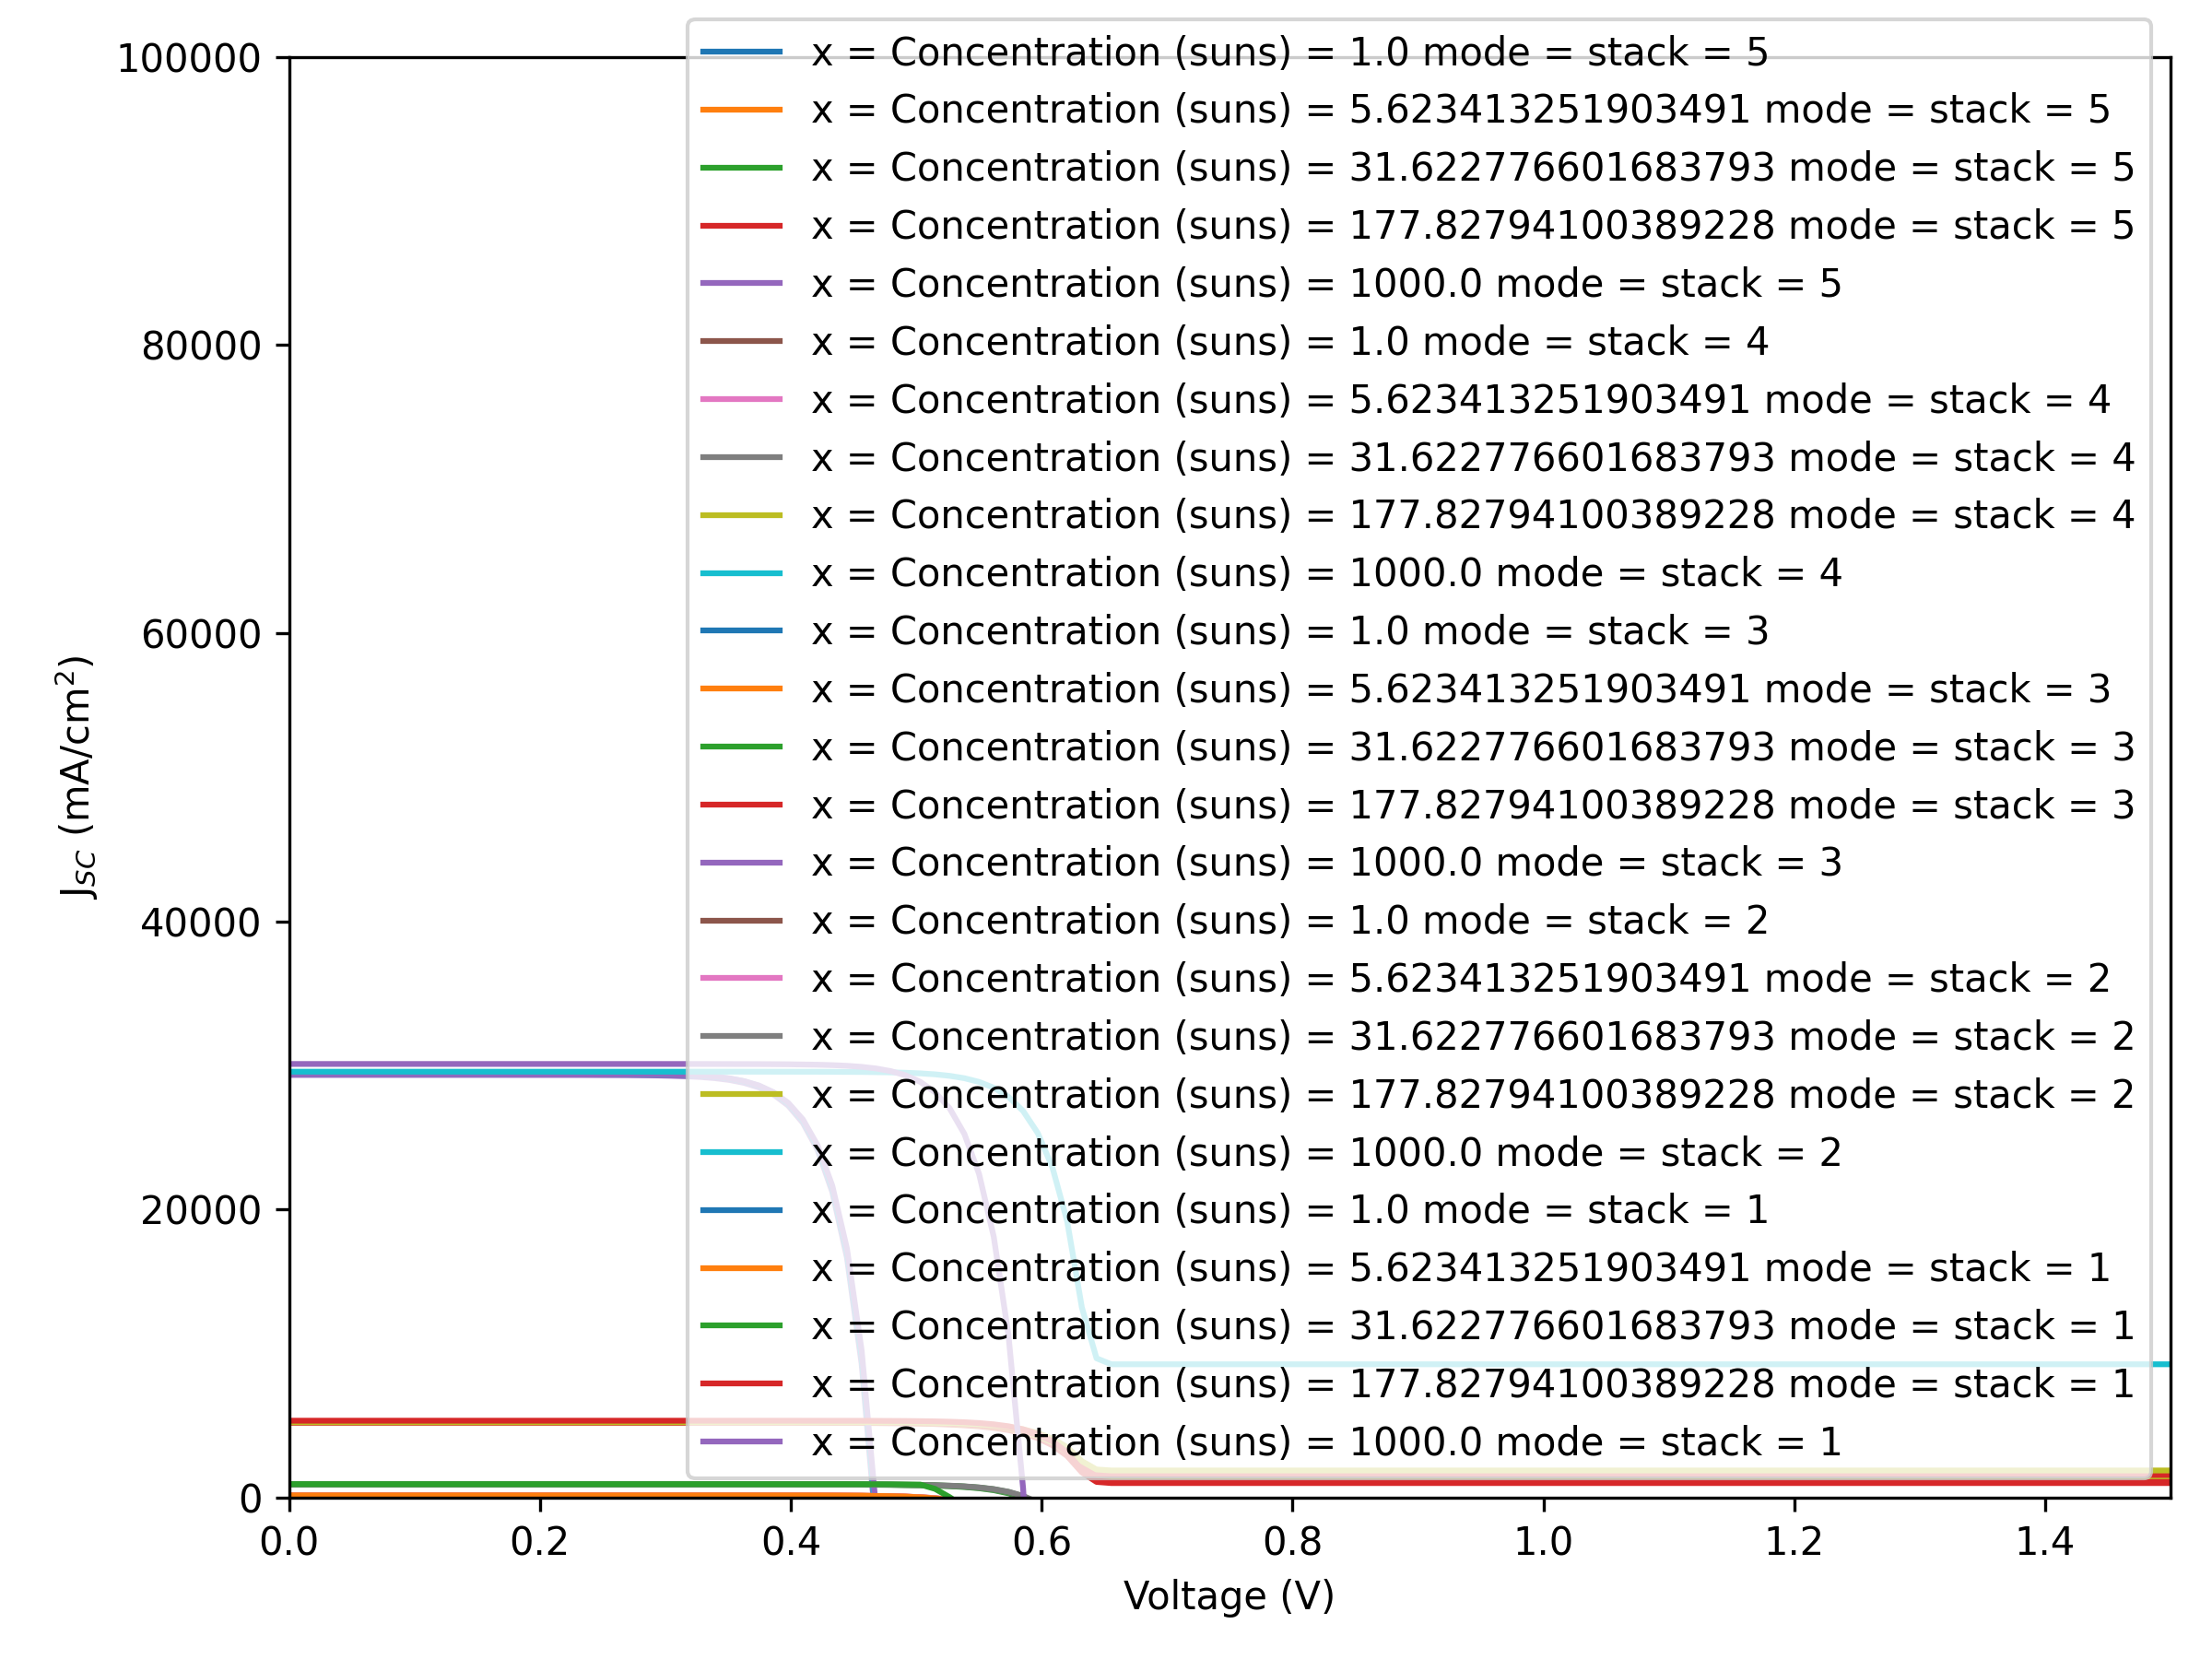 100000
80000
60000
40000
20000
0
J_SC (mA/cm²)
x = Concentration (suns) = 1.0 mode = stack = 5
x = Concentration (suns) = 5.623413251903491 mode = stack = 5
x = Concentration (suns) = 31.622776601683793 mode = stack = 5
x = Concentration (suns) = 177.82794100389228 mode = stack = 5
x = Concentration (suns) = 1000.0 mode = stack = 5
x = Concentration (suns) = 1.0 mode = stack = 4
x = Concentration (suns) = 5.623413251903491 mode = stack = 4
x = Concentration (suns) = 31.622776601683793 mode = stack = 4
x = Concentration (suns) = 177.82794100389228 mode = stack = 4
x = Concentration (suns) = 1000.0 mode = stack = 4
x = Concentration (suns) = 1.0 mode = stack = 3
x = Concentration (suns) = 5.623413251903491 mode = stack = 3
x = Concentration (suns) = 31.622776601683793 mode = stack = 3
x = Concentration (suns) = 177.82794100389228 mode = stack = 3
x = Concentration (suns) = 1000.0 mode = stack = 3
x = Concentration (suns) = 1.0 mode = stack = 2
x = Concentration (suns) = 5.623413251903491 mode = stack = 2
x = Concentration (suns) = 31.622776601683793 mode = stack = 2
x = Concentration (suns) = 177.82794100389228 mode = stack = 2
x = Concentration (suns) = 1000.0 mode = stack = 2
x = Concentration (suns) = 1.0 mode = stack = 1
x = Concentration (suns) = 5.623413251903491 mode = stack = 1
x = Concentration (suns) = 31.622776601683793 mode = stack = 1
x = Concentration (suns) = 177.82794100389228 mode = stack = 1
x = Concentration (suns) = 1000.0 mode = stack = 1
0.0 0.2 0.4 0.6 0.8 1.0 1.2 1.4
Voltage (V)